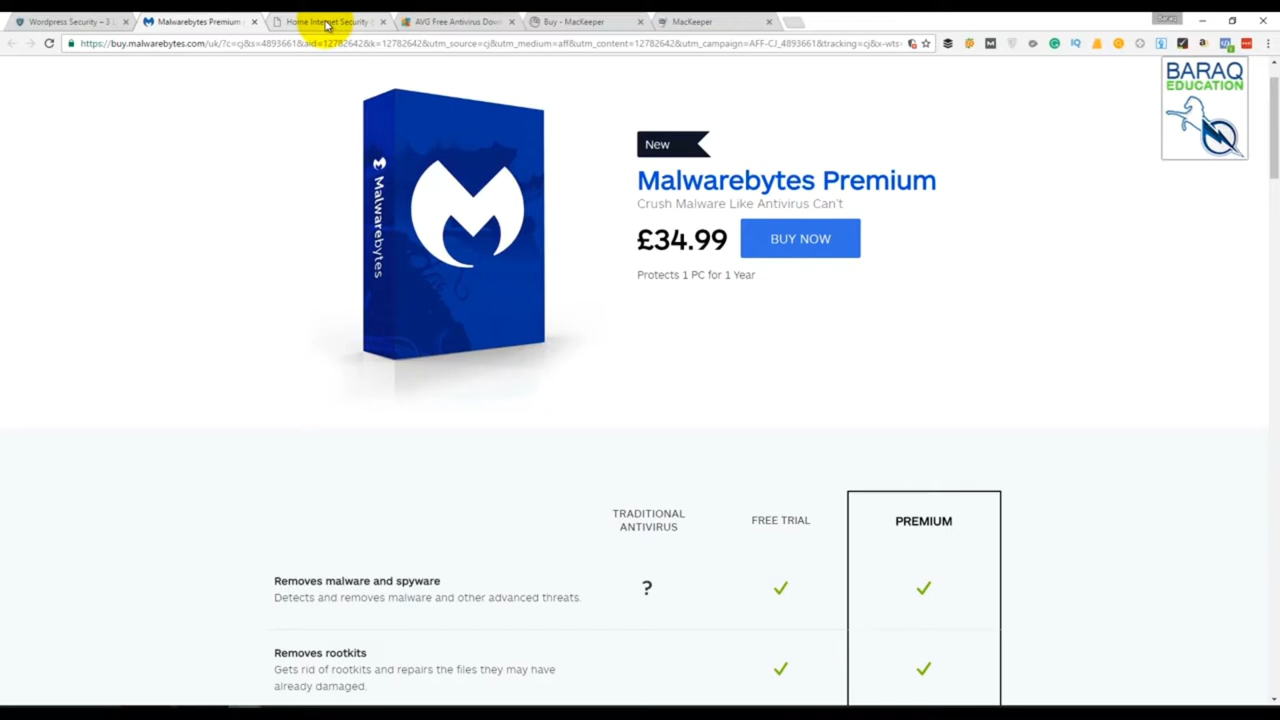 Wordpress Security – 3 L
Malwarebytes Premium
Home Internet Security
AVG Free Antivirus Dow
Buy - MacKeeper
MacKeeper
Baraq
https://buy.malwarebytes.com/uk/?c=cj&s=4893661&aid=12782642&k=12782642&utm_source=cj&utm_medium=aff&utm_content=12782642&utm_campaign=AFF-CJ_4893661&tracking=cj&x-wts=
BARAQ
EDUCATION
New
Malwarebytes Premium
Crush Malware Like Antivirus Can't
£34.99
BUY NOW
Protects 1 PC for 1 Year
Malwarebytes
TRADITIONAL
ANTIVIRUS
FREE TRIAL
PREMIUM
Removes malware and spyware
Detects and removes malware and other advanced threats.
?
Removes rootkits
Gets rid of rootkits and repairs the files they may have
already damaged.